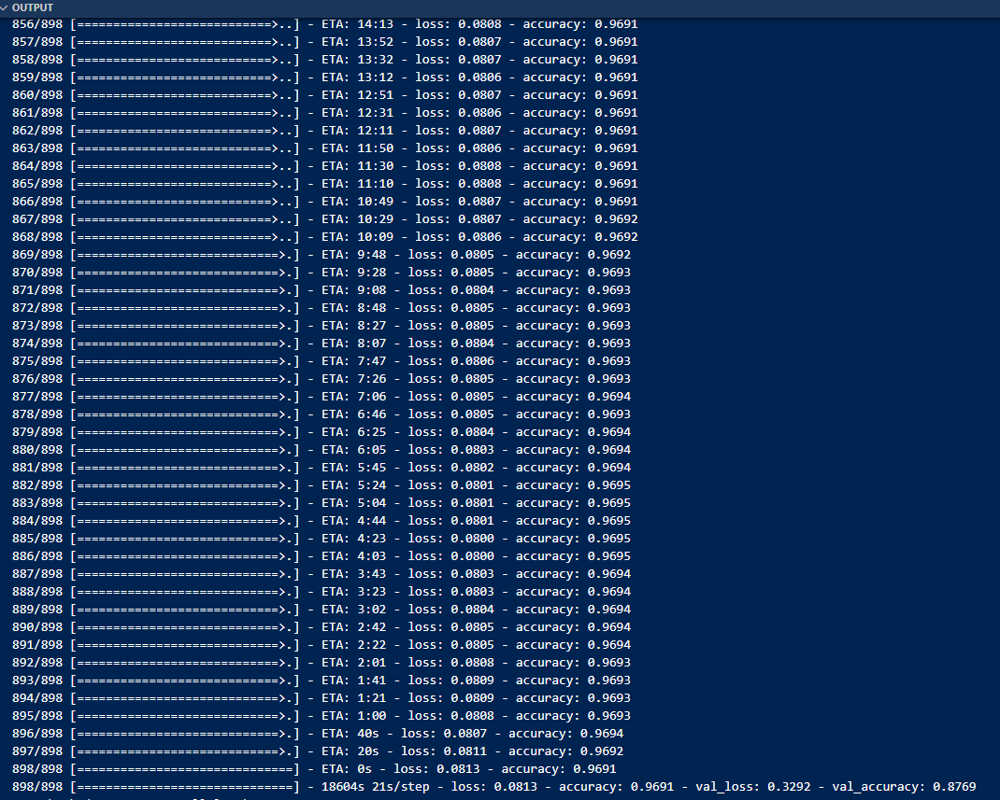 OUTPUT
856/898 [===========================>..] - ETA: 14:13 - loss: 0.0808 - accuracy: 0.9691
857/898 [===========================>..] - ETA: 13:52 - loss: 0.0807 - accuracy: 0.9691
858/898 [===========================>..] - ETA: 13:32 - loss: 0.0807 - accuracy: 0.9691
859/898 [===========================>..] - ETA: 13:12 - loss: 0.0806 - accuracy: 0.9691
860/898 [===========================>..] - ETA: 12:51 - loss: 0.0807 - accuracy: 0.9691
861/898 [===========================>..] - ETA: 12:31 - loss: 0.0806 - accuracy: 0.9691
862/898 [===========================>..] - ETA: 12:11 - loss: 0.0807 - accuracy: 0.9691
863/898 [===========================>..] - ETA: 11:50 - loss: 0.0806 - accuracy: 0.9691
864/898 [===========================>..] - ETA: 11:30 - loss: 0.0808 - accuracy: 0.9691
865/898 [===========================>..] - ETA: 11:10 - loss: 0.0808 - accuracy: 0.9691
866/898 [===========================>..] - ETA: 10:49 - loss: 0.0807 - accuracy: 0.9691
867/898 [===========================>..] - ETA: 10:29 - loss: 0.0807 - accuracy: 0.9692
868/898 [===========================>..] - ETA: 10:09 - loss: 0.0806 - accuracy: 0.9692
869/898 [============================>.] - ETA: 9:48 - loss: 0.0805 - accuracy: 0.9692
870/898 [============================>.] - ETA: 9:28 - loss: 0.0805 - accuracy: 0.9693
871/898 [============================>.] - ETA: 9:08 - loss: 0.0804 - accuracy: 0.9693
872/898 [============================>.] - ETA: 8:48 - loss: 0.0805 - accuracy: 0.9693
873/898 [============================>.] - ETA: 8:27 - loss: 0.0805 - accuracy: 0.9693
874/898 [============================>.] - ETA: 8:07 - loss: 0.0804 - accuracy: 0.9693
875/898 [============================>.] - ETA: 7:47 - loss: 0.0806 - accuracy: 0.9693
876/898 [============================>.] - ETA: 7:26 - loss: 0.0805 - accuracy: 0.9693
877/898 [============================>.] - ETA: 7:06 - loss: 0.0805 - accuracy: 0.9694
878/898 [============================>.] - ETA: 6:46 - loss: 0.0805 - accuracy: 0.9693
879/898 [============================>.] - ETA: 6:25 - loss: 0.0804 - accuracy: 0.9694
880/898 [============================>.] - ETA: 6:05 - loss: 0.0803 - accuracy: 0.9694
881/898 [============================>.] - ETA: 5:45 - loss: 0.0802 - accuracy: 0.9694
882/898 [============================>.] - ETA: 5:24 - loss: 0.0801 - accuracy: 0.9695
883/898 [============================>.] - ETA: 5:04 - loss: 0.0801 - accuracy: 0.9695
884/898 [============================>.] - ETA: 4:44 - loss: 0.0801 - accuracy: 0.9695
885/898 [============================>.] - ETA: 4:23 - loss: 0.0800 - accuracy: 0.9695
886/898 [============================>.] - ETA: 4:03 - loss: 0.0800 - accuracy: 0.9695
887/898 [============================>.] - ETA: 3:43 - loss: 0.0803 - accuracy: 0.9694
888/898 [============================>.] - ETA: 3:23 - loss: 0.0803 - accuracy: 0.9694
889/898 [============================>.] - ETA: 3:02 - loss: 0.0804 - accuracy: 0.9694
890/898 [============================>.] - ETA: 2:42 - loss: 0.0805 - accuracy: 0.9694
891/898 [============================>.] - ETA: 2:22 - loss: 0.0805 - accuracy: 0.9694
892/898 [============================>.] - ETA: 2:01 - loss: 0.0808 - accuracy: 0.9693
893/898 [============================>.] - ETA: 1:41 - loss: 0.0809 - accuracy: 0.9693
894/898 [============================>.] - ETA: 1:21 - loss: 0.0809 - accuracy: 0.9693
895/898 [============================>.] - ETA: 1:00 - loss: 0.0808 - accuracy: 0.9693
896/898 [============================>.] - ETA: 40s - loss: 0.0807 - accuracy: 0.9694
897/898 [============================>.] - ETA: 20s - loss: 0.0811 - accuracy: 0.9692
898/898 [==============================] - ETA: 0s - loss: 0.0813 - accuracy: 0.9691
898/898 [==============================] - 18604s 21s/step - loss: 0.0813 - accuracy: 0.9691 - val_loss: 0.3292 - val_accuracy: 0.8769